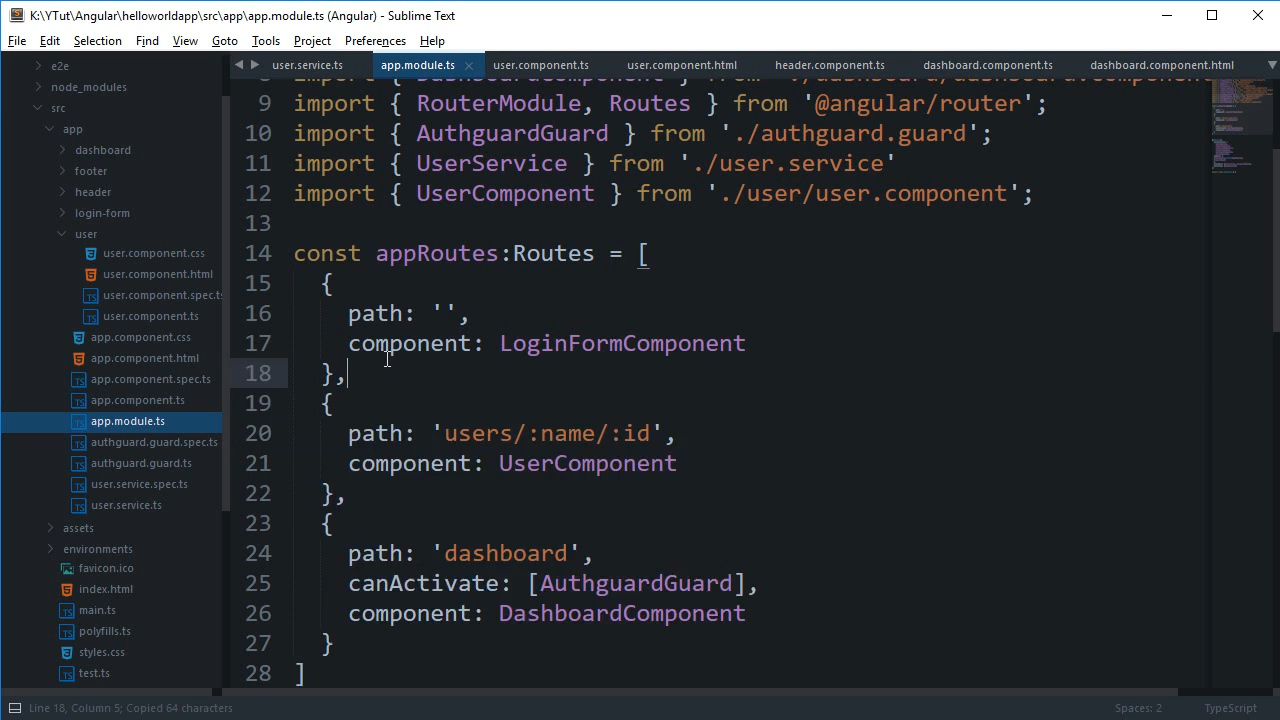 K:\YTut\Angular\helloworldapp\src\app\app.module.ts (Angular) - Sublime Text
File Edit Selection Find View Goto Tools Project Preferences Help
user.service.ts app.module.ts user.component.ts user.component.html header.component.ts dashboard.component.ts dashboard.component.html
e2e
node_modules
src
app
dashboard
footer
header
login-form
user
user.component.css
user.component.html
user.component.spec.ts
user.component.ts
app.component.css
app.component.html
app.component.spec.ts
app.component.ts
app.module.ts
authguard.guard.spec.ts
authguard.guard.ts
user.service.spec.ts
user.service.ts
assets
environments
favicon.ico
index.html
main.ts
polyfills.ts
styles.css
test.ts
8 import { DashboardComponent } from './dashboard/dashboard.component
9 import { RouterModule, Routes } from '@angular/router';
10 import { AuthguardGuard } from './authguard.guard';
11 import { UserService } from './user.service'
12 import { UserComponent } from './user/user.component';
13
14 const appRoutes:Routes = [
15 {
16 path: '',
17 component: LoginFormComponent
18 },
19 {
20 path: 'users/:name/:id',
21 component: UserComponent
22 },
23 {
24 path: 'dashboard',
25 canActivate: [AuthguardGuard],
26 component: DashboardComponent
27 }
28 ]
Line 18, Column 5; Copied 64 characters Spaces: 2 TypeScript